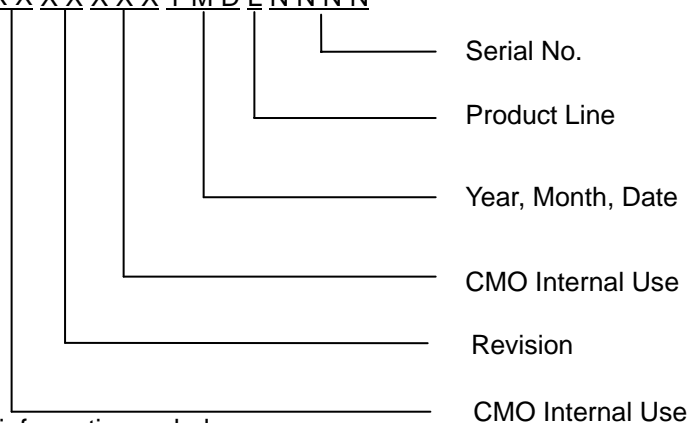 X X X X X X X Y M D L N N N N
Serial No.
Product Line
Year, Month, Date
CMO Internal Use
Revision
CMO Internal Use